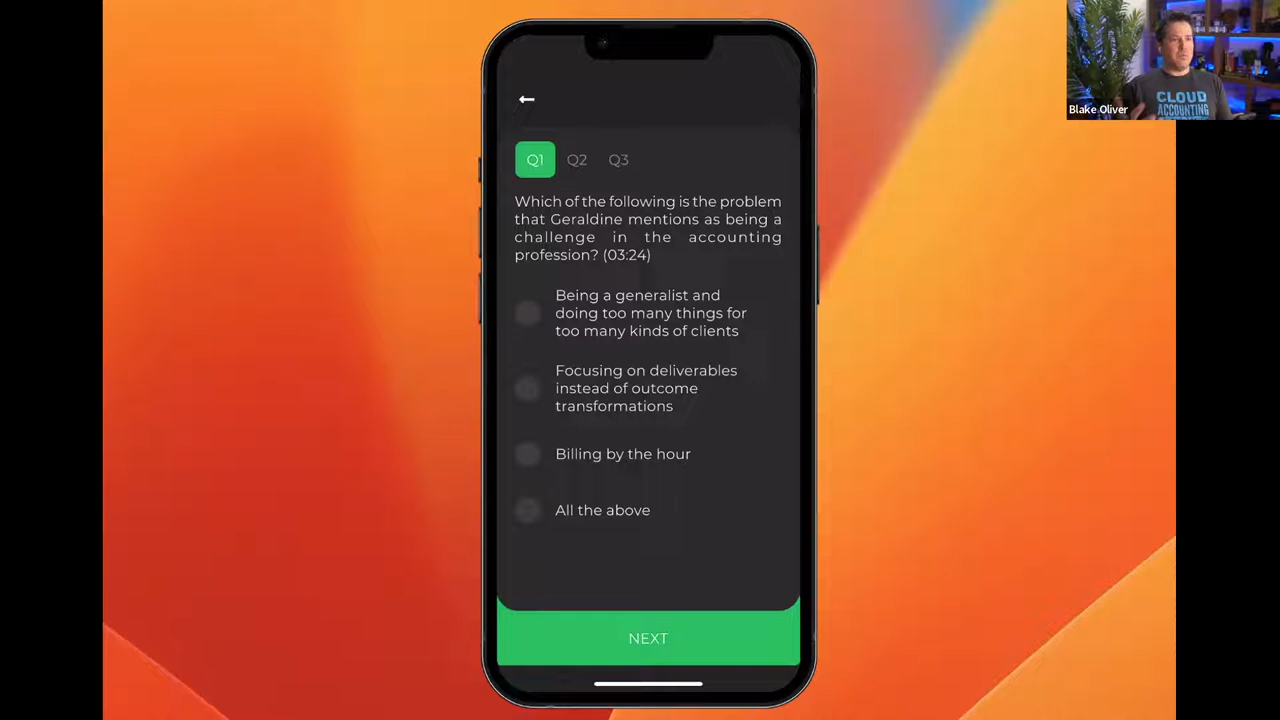 Blake Oliver
CLOUD
ACCOUNTING
Q1 Q2 Q3
Which of the following is the problem
that Geraldine mentions as being a
challenge in the accounting
profession? (03:24)
Being a generalist and
doing too many things for
too many kinds of clients
Focusing on deliverables
instead of outcome
transformations
Billing by the hour
All the above
NEXT